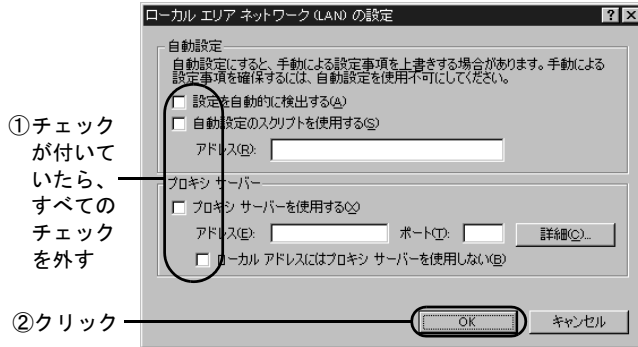 ローカル エリア ネットワーク (LAN) の設定
自動設定
自動設定にすると、手動による設定事項を上書きする場合があります。手動による
設定事項を確保するには、自動設定を使用不可にしてください。
設定を自動的に検出する(A)
自動設定のスクリプトを使用する(S)
アドレス(R):
プロキシ サーバー
プロキシ サーバーを使用する(X)
アドレス(E):
ポート(T):
詳細(C)...
ローカル アドレスにはプロキシ サーバーを使用しない(B)
OK
キャンセル
①チェック
が付いて
いたら、
すべての
チェック
を外す
②クリック